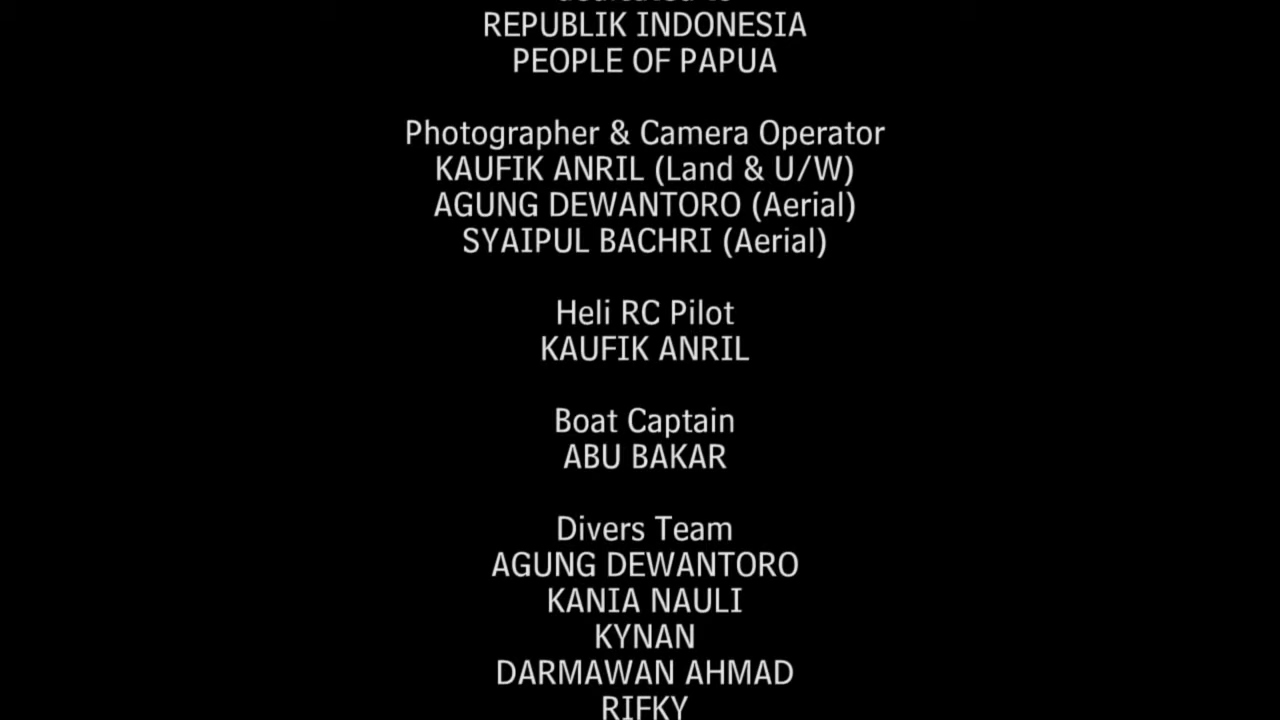 REPUBLIK INDONESIA
PEOPLE OF PAPUA
Photographer & Camera Operator
KAUFIK ANRIL (Land & U/W)
AGUNG DEWANTORO (Aerial)
SYAIPUL BACHRI (Aerial)
Heli RC Pilot
KAUFIK ANRIL
Boat Captain
ABU BAKAR
Divers Team
AGUNG DEWANTORO
KANIA NAULI
KYNAN
DARMAWAN AHMAD
RIFKY